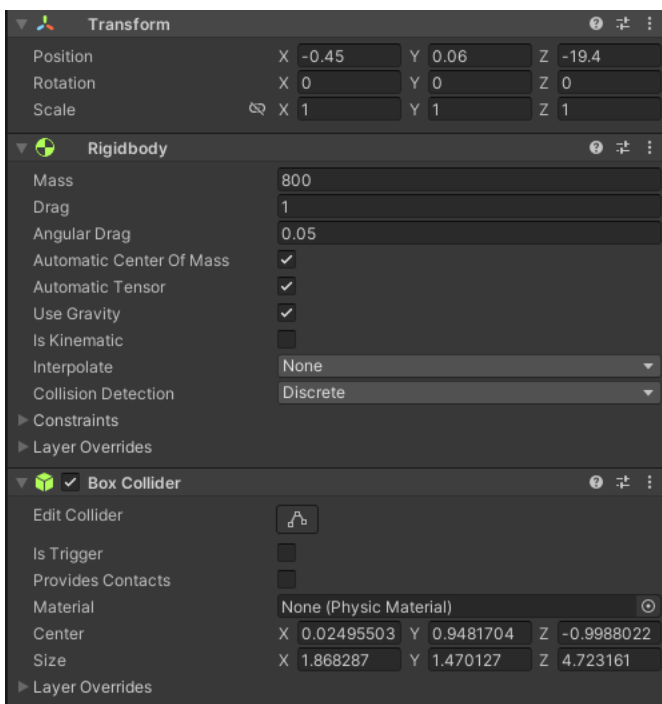 Transform
Position X -0.45 Y 0.06 Z -19.4
Rotation X 0 Y 0 Z 0
Scale X 1 Y 1 Z 1
Rigidbody
Mass 800
Drag 1
Angular Drag 0.05
Automatic Center Of Mass
Automatic Tensor
Use Gravity
Is Kinematic
Interpolate None
Collision Detection Discrete
Constraints
Layer Overrides
Box Collider
Edit Collider
Is Trigger
Provides Contacts
Material None (Physic Material)
Center X 0.02495503 Y 0.9481704 Z -0.9988022
Size X 1.868287 Y 1.470127 Z 4.723161
Layer Overrides